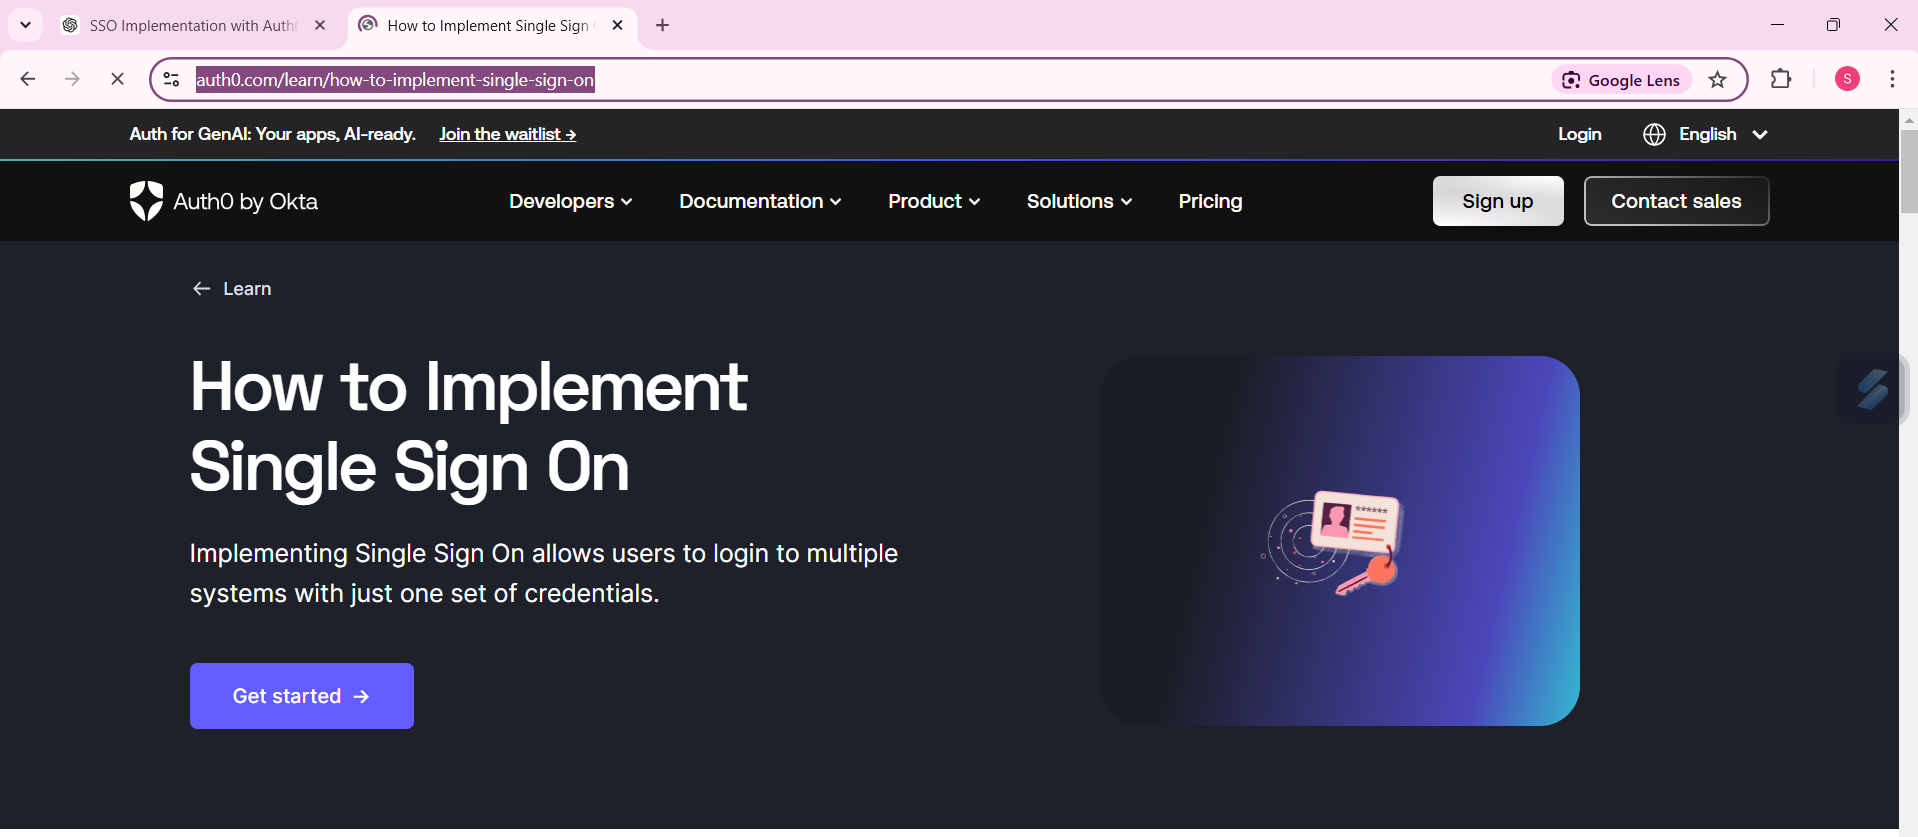 SSO Implementation with Auth
How to Implement Single Sign
auth0.com/learn/how-to-implement-single-sign-on
Google Lens
S
Auth for GenAI: Your apps, AI-ready. Join the waitlist →
Login
English
Auth0 by Okta
Developers
Documentation
Product
Solutions
Pricing
Sign up
Contact sales
← Learn
How to Implement
Single Sign On
Implementing Single Sign On allows users to login to multiple
systems with just one set of credentials.
******
Get started →